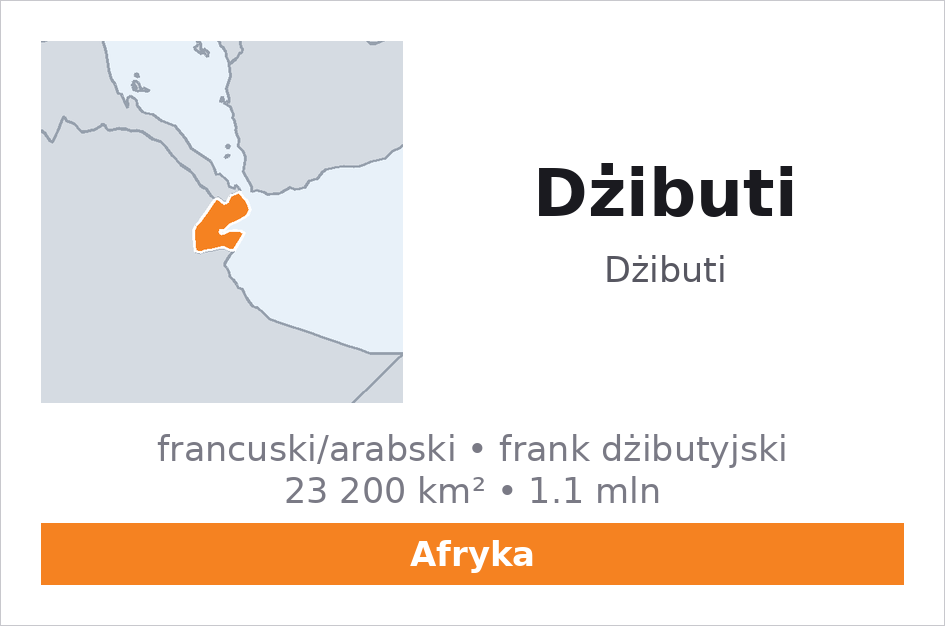 Dżibuti
Dżibuti
francuski/arabski • frank dżibutyjski
23 200 km² • 1.1 mln
Afryka